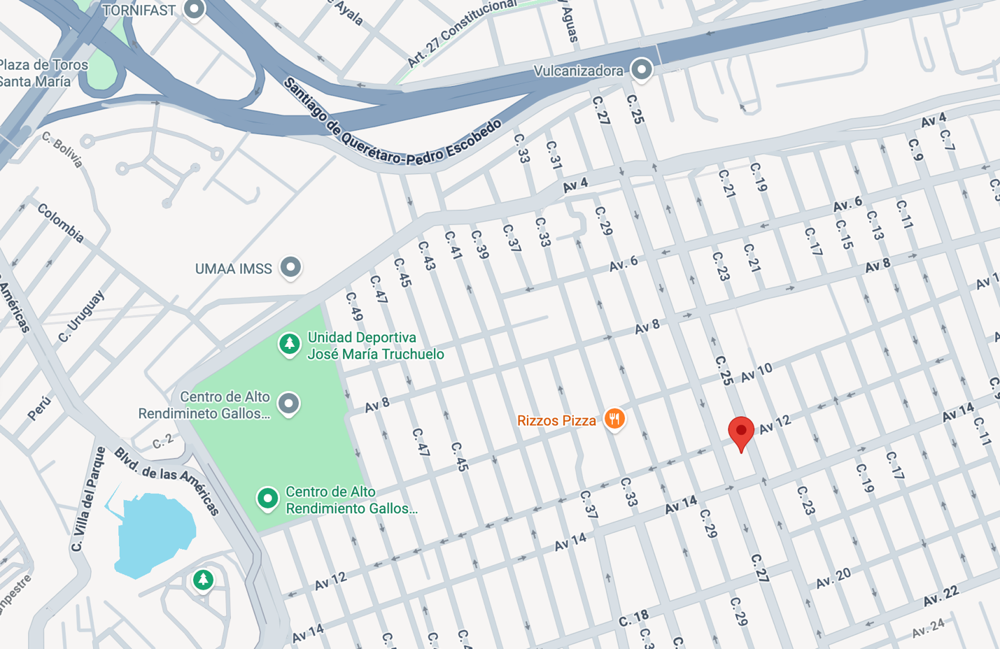 TORNIFAST
Ayala
Art. 27 Constitucional
y Aguas
Plaza de Toros
Santa María
Vulcanizadora
Santiago de Querétaro-Pedro Escobedo
C. 27
C. 25
Av 4
C. 7
C. 9
C. Bolivia
C. 33
C. 31
Av 4
C. 21
C. 19
Colombia
Av. 6
C. 11
C. 13
C. 15
C. 17
C. 29
C. 33
C. 37
C. 39
C. 41
C. 43
C. 45
C. 47
C. 49
UMAA IMSS
Av. 6
C. 23
C. 21
Av 8
Américas
C. Uruguay
Av 8
Unidad Deportiva
José María Truchuelo
C. 25
Av 10
Centro de Alto
Rendimineto Gallos...
Av 8
Perú
Rizzos Pizza
Av 12
Av 14
C. 11
C. 2
C. 47
C. 45
Blvd. de las Américas
C. Villa del Parque
C. 17
C. 19
C. 23
Centro de Alto
Rendimiento Gallos...
C. 33
C. 37
Av 14
C. 29
Av 14
C. 27
Av. 20
Av 12
Av. 22
C. 29
C. 18
Av. 24
Av 14